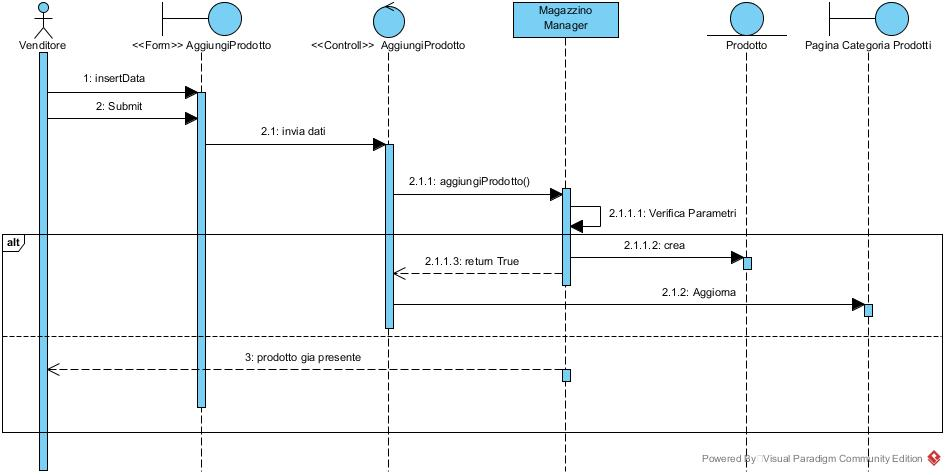 Magazzino
Manager
Venditore
<<Form>> AggiungiProdotto
<<Controll>> AggiungiProdotto
Prodotto
Pagina Categoria Prodotti
1: insertData
2: Submit
2.1: invia dati
2.1.1: aggiungiProdotto()
2.1.1.1: Verifica Parametri
alt
2.1.1.2: crea
2.1.1.3: return True
2.1.2: Aggiorna
3: prodotto gia presente
Powered By Visual Paradigm Community Edition